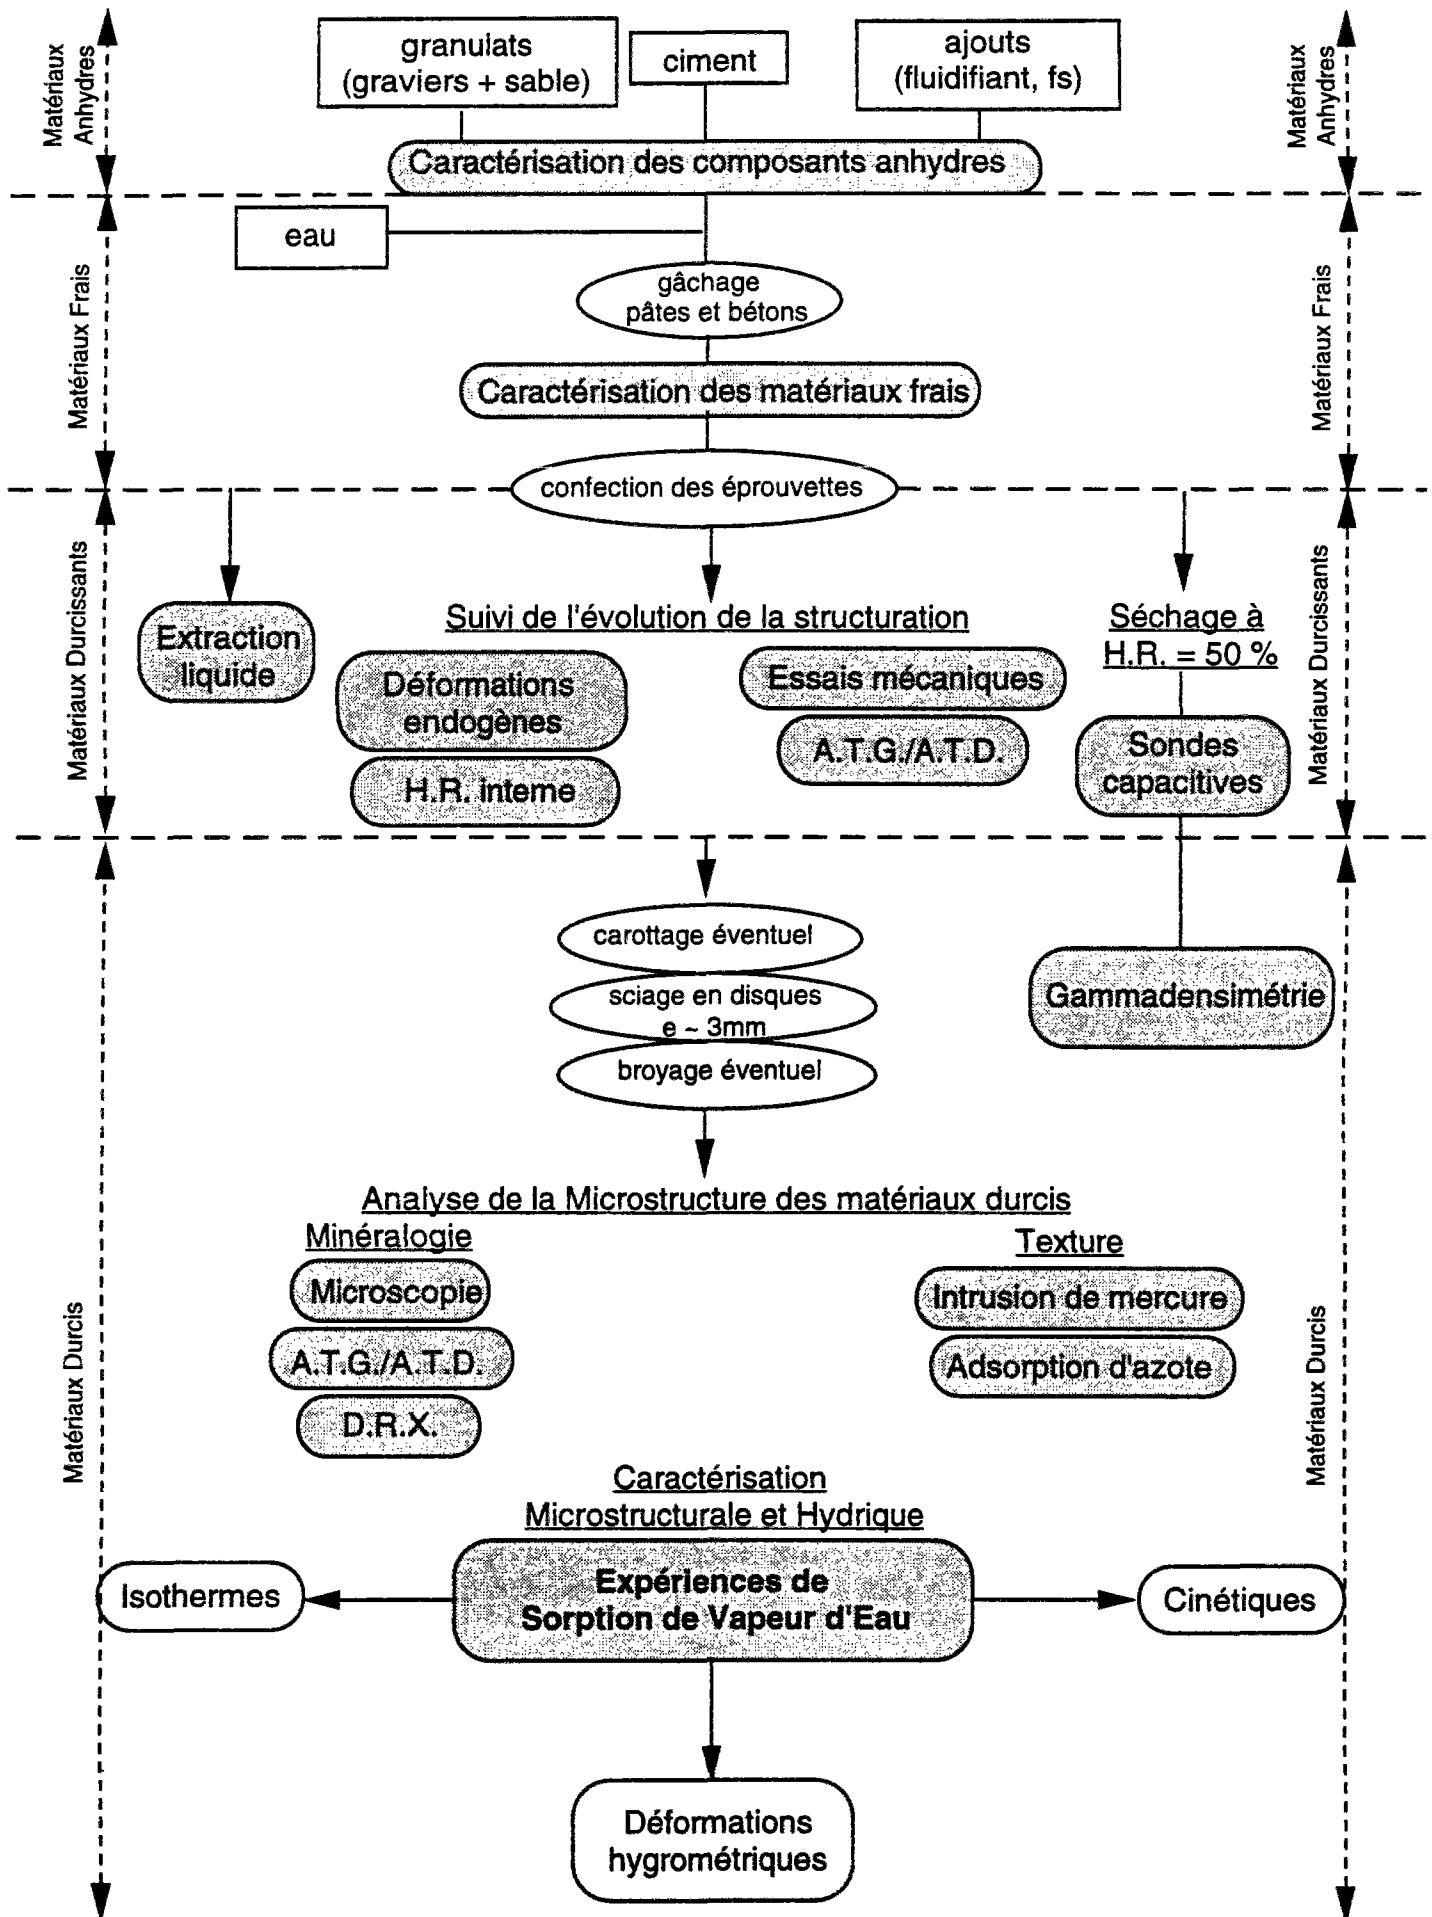 Matériaux
Anhydres
granulats
(graviers + sable)
ciment
ajouts
(fluidifiant, fs)
Matériaux
Anhydres
Caractérisation des composants anhydres
Matériaux Frais
eau
gâchage
pâtes et bétons
Caractérisation des matériaux frais
Matériaux Frais
confection des éprouvettes
Matériaux Durcissants
Extraction
liquide
Suivi de l'évolution de la structuration
Déformations
endogènes
H.R. interne
Essais mécaniques
A.T.G./A.T.D.
Séchage à
H.R. = 50 %
Sondes
capacitives
Matériaux Durcissants
carottage éventuel
sciage en disques
e ~ 3mm
broyage éventuel
Gammadensimétrie
Analyse de la Microstructure des matériaux durcis
Minéralogie
Microscopie
A.T.G./A.T.D.
D.R.X.
Texture
Intrusion de mercure
Adsorption d'azote
Matériaux Durcis
Matériaux Durcis
Caractérisation
Microstructurale et Hydrique
Isothermes
Expériences de
Sorption de Vapeur d'Eau
Cinétiques
Déformations
hygrométriques